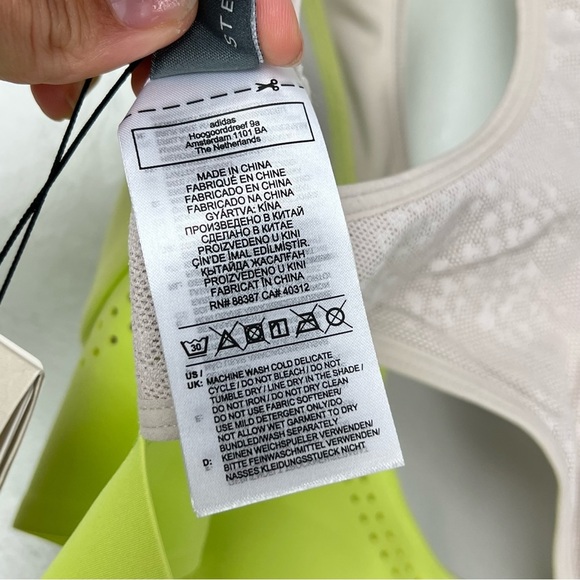 STE
adidas
Hoogoorddreef 9a
Amsterdam 1101 BA
The Netherlands
MADE IN CHINA
FABRIQUÉ EN CHINE
FABRICADO EN CHINA
FABRICADO NA CHINA
GYÁRTVA: KÍNA
ПРОИЗВЕДЕНО В КИТАЙ
СДЕЛАНО В КИТАЕ
PROIZVEDENO U KINI
ÇİN'DE İMAL EDİLMİŞTİR.
ҚЫТАЙДА ЖАСАЛҒАН
PROIZVEDENO U KINI
FABRICAT ÎN CHINA
RN# 88387 CA# 40312
30
US / UK: MACHINE WASH COLD DELICATE
CYCLE / DO NOT BLEACH / DO NOT
TUMBLE DRY / LINE DRY IN THE SHADE /
DO NOT IRON / DO NOT DRY CLEAN
DO NOT USE FABRIC SOFTENER/
USE MILD DETERGENT ONLY/DO
NOT ALLOW WET GARMENT TO DRY
BUNDLED/WASH SEPARATELY
D: KEINEN WEICHSPUELER VERWENDEN/
BITTE FEINWASCHMITTEL VERWENDEN/
NASSES KLEIDUNGSSTUECK NICHT